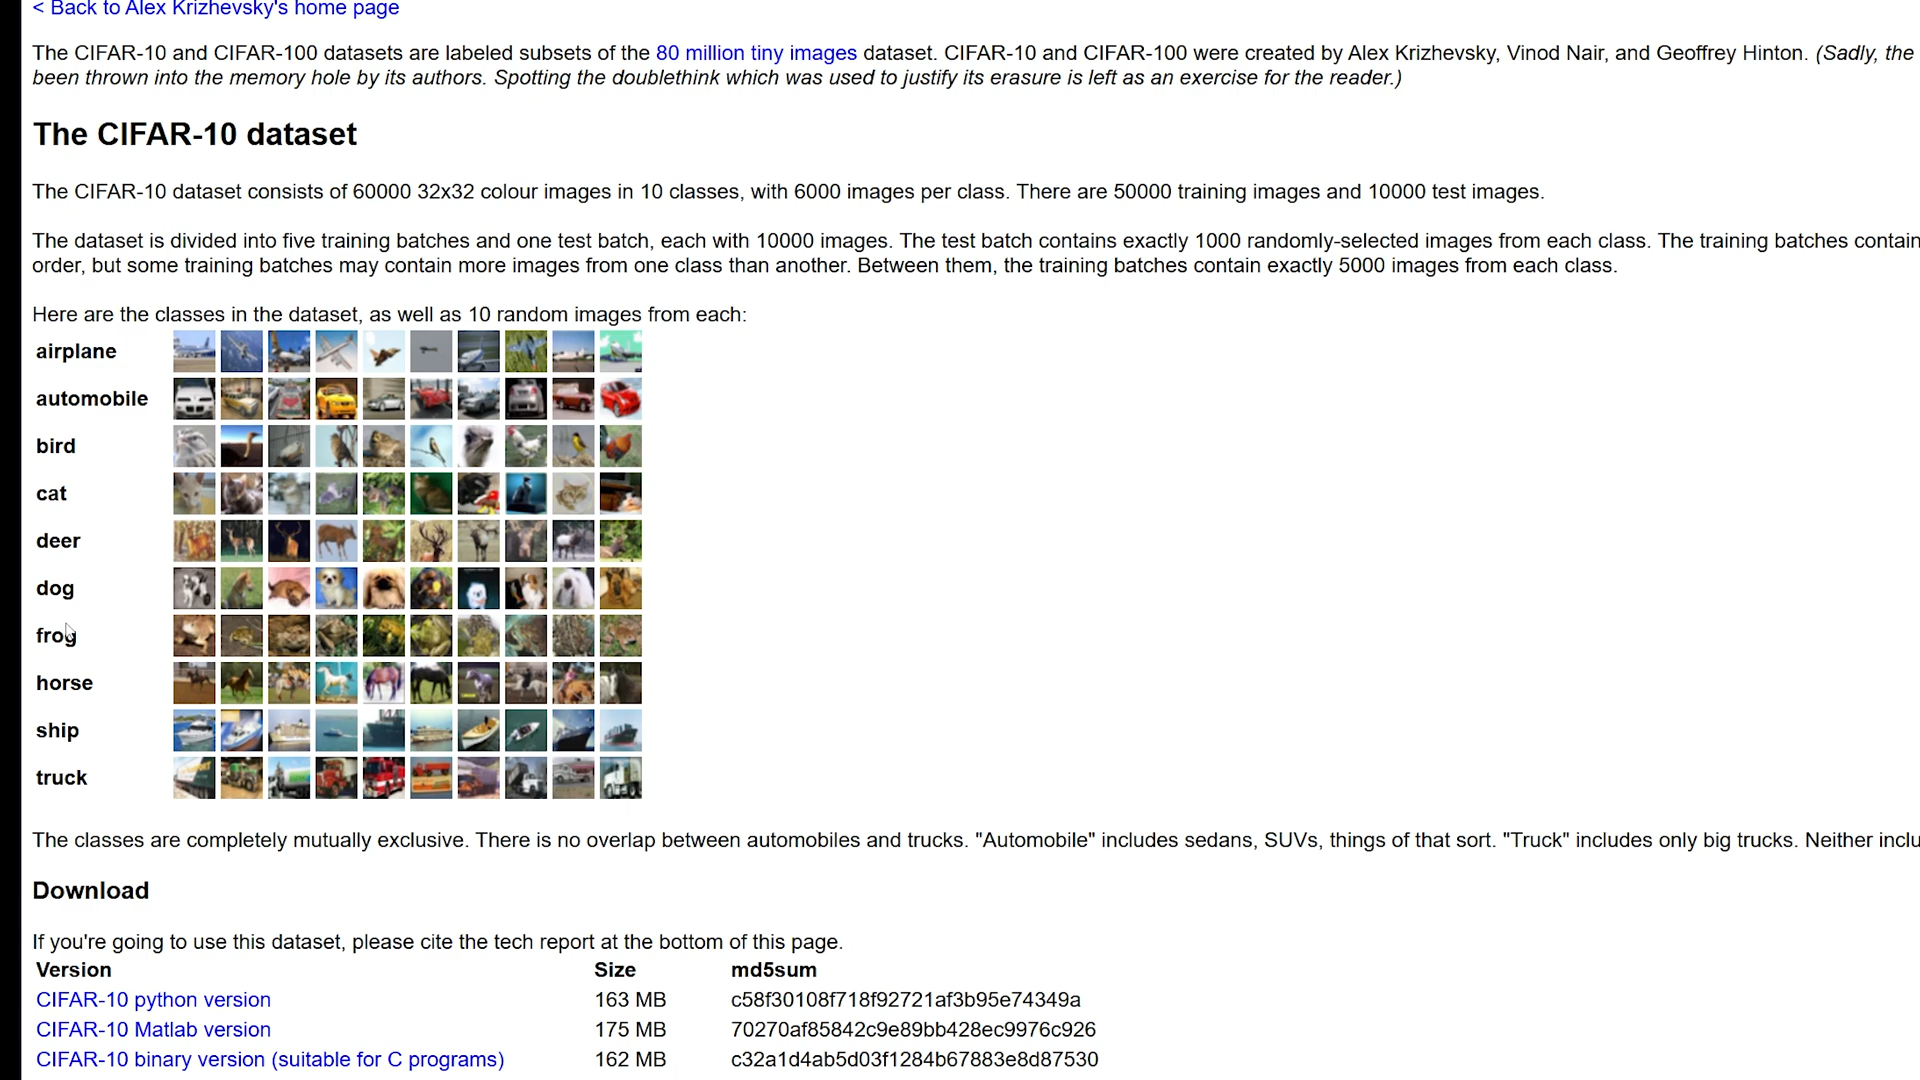 < Back to Alex Krizhevsky's home page
The CIFAR-10 and CIFAR-100 datasets are labeled subsets of the 80 million tiny images dataset. CIFAR-10 and CIFAR-100 were created by Alex Krizhevsky, Vinod Nair, and Geoffrey Hinton. (Sadly, the
been thrown into the memory hole by its authors. Spotting the doublethink which was used to justify its erasure is left as an exercise for the reader.)
The CIFAR-10 dataset
The CIFAR-10 dataset consists of 60000 32x32 colour images in 10 classes, with 6000 images per class. There are 50000 training images and 10000 test images.
The dataset is divided into five training batches and one test batch, each with 10000 images. The test batch contains exactly 1000 randomly-selected images from each class. The training batches contain
order, but some training batches may contain more images from one class than another. Between them, the training batches contain exactly 5000 images from each class.
Here are the classes in the dataset, as well as 10 random images from each:
airplane
automobile
bird
cat
deer
dog
frog
horse
ship
truck
The classes are completely mutually exclusive. There is no overlap between automobiles and trucks. "Automobile" includes sedans, SUVs, things of that sort. "Truck" includes only big trucks. Neither inclu
Download
If you're going to use this dataset, please cite the tech report at the bottom of this page.
Version Size md5sum
CIFAR-10 python version 163 MB c58f30108f718f92721af3b95e74349a
CIFAR-10 Matlab version 175 MB 70270af85842c9e89bb428ec9976c926
CIFAR-10 binary version (suitable for C programs) 162 MB c32a1d4ab5d03f1284b67883e8d87530